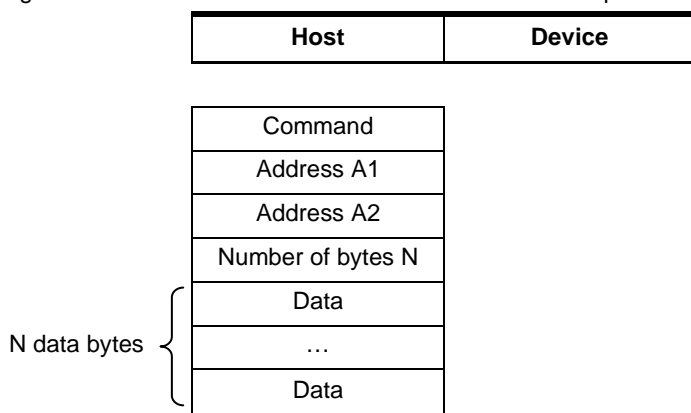 Host Device
Command
Address A1
Address A2
Number of bytes N
Data
N data bytes …
Data